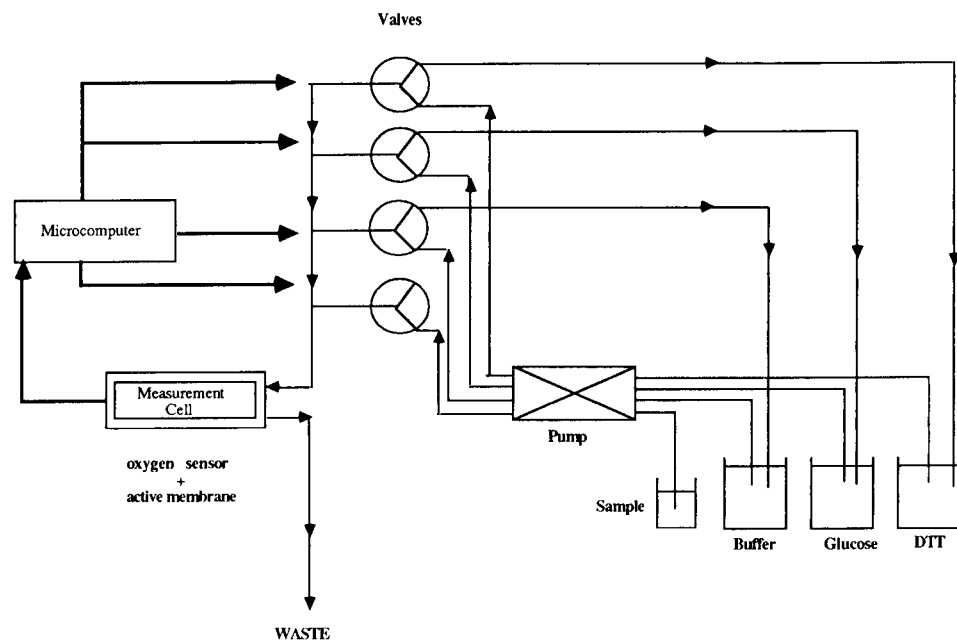 Valves
Microcomputer
Measurement
Cell
oxygen sensor
+
active membrane
Pump
Sample
Buffer
Glucose
DTT
WASTE